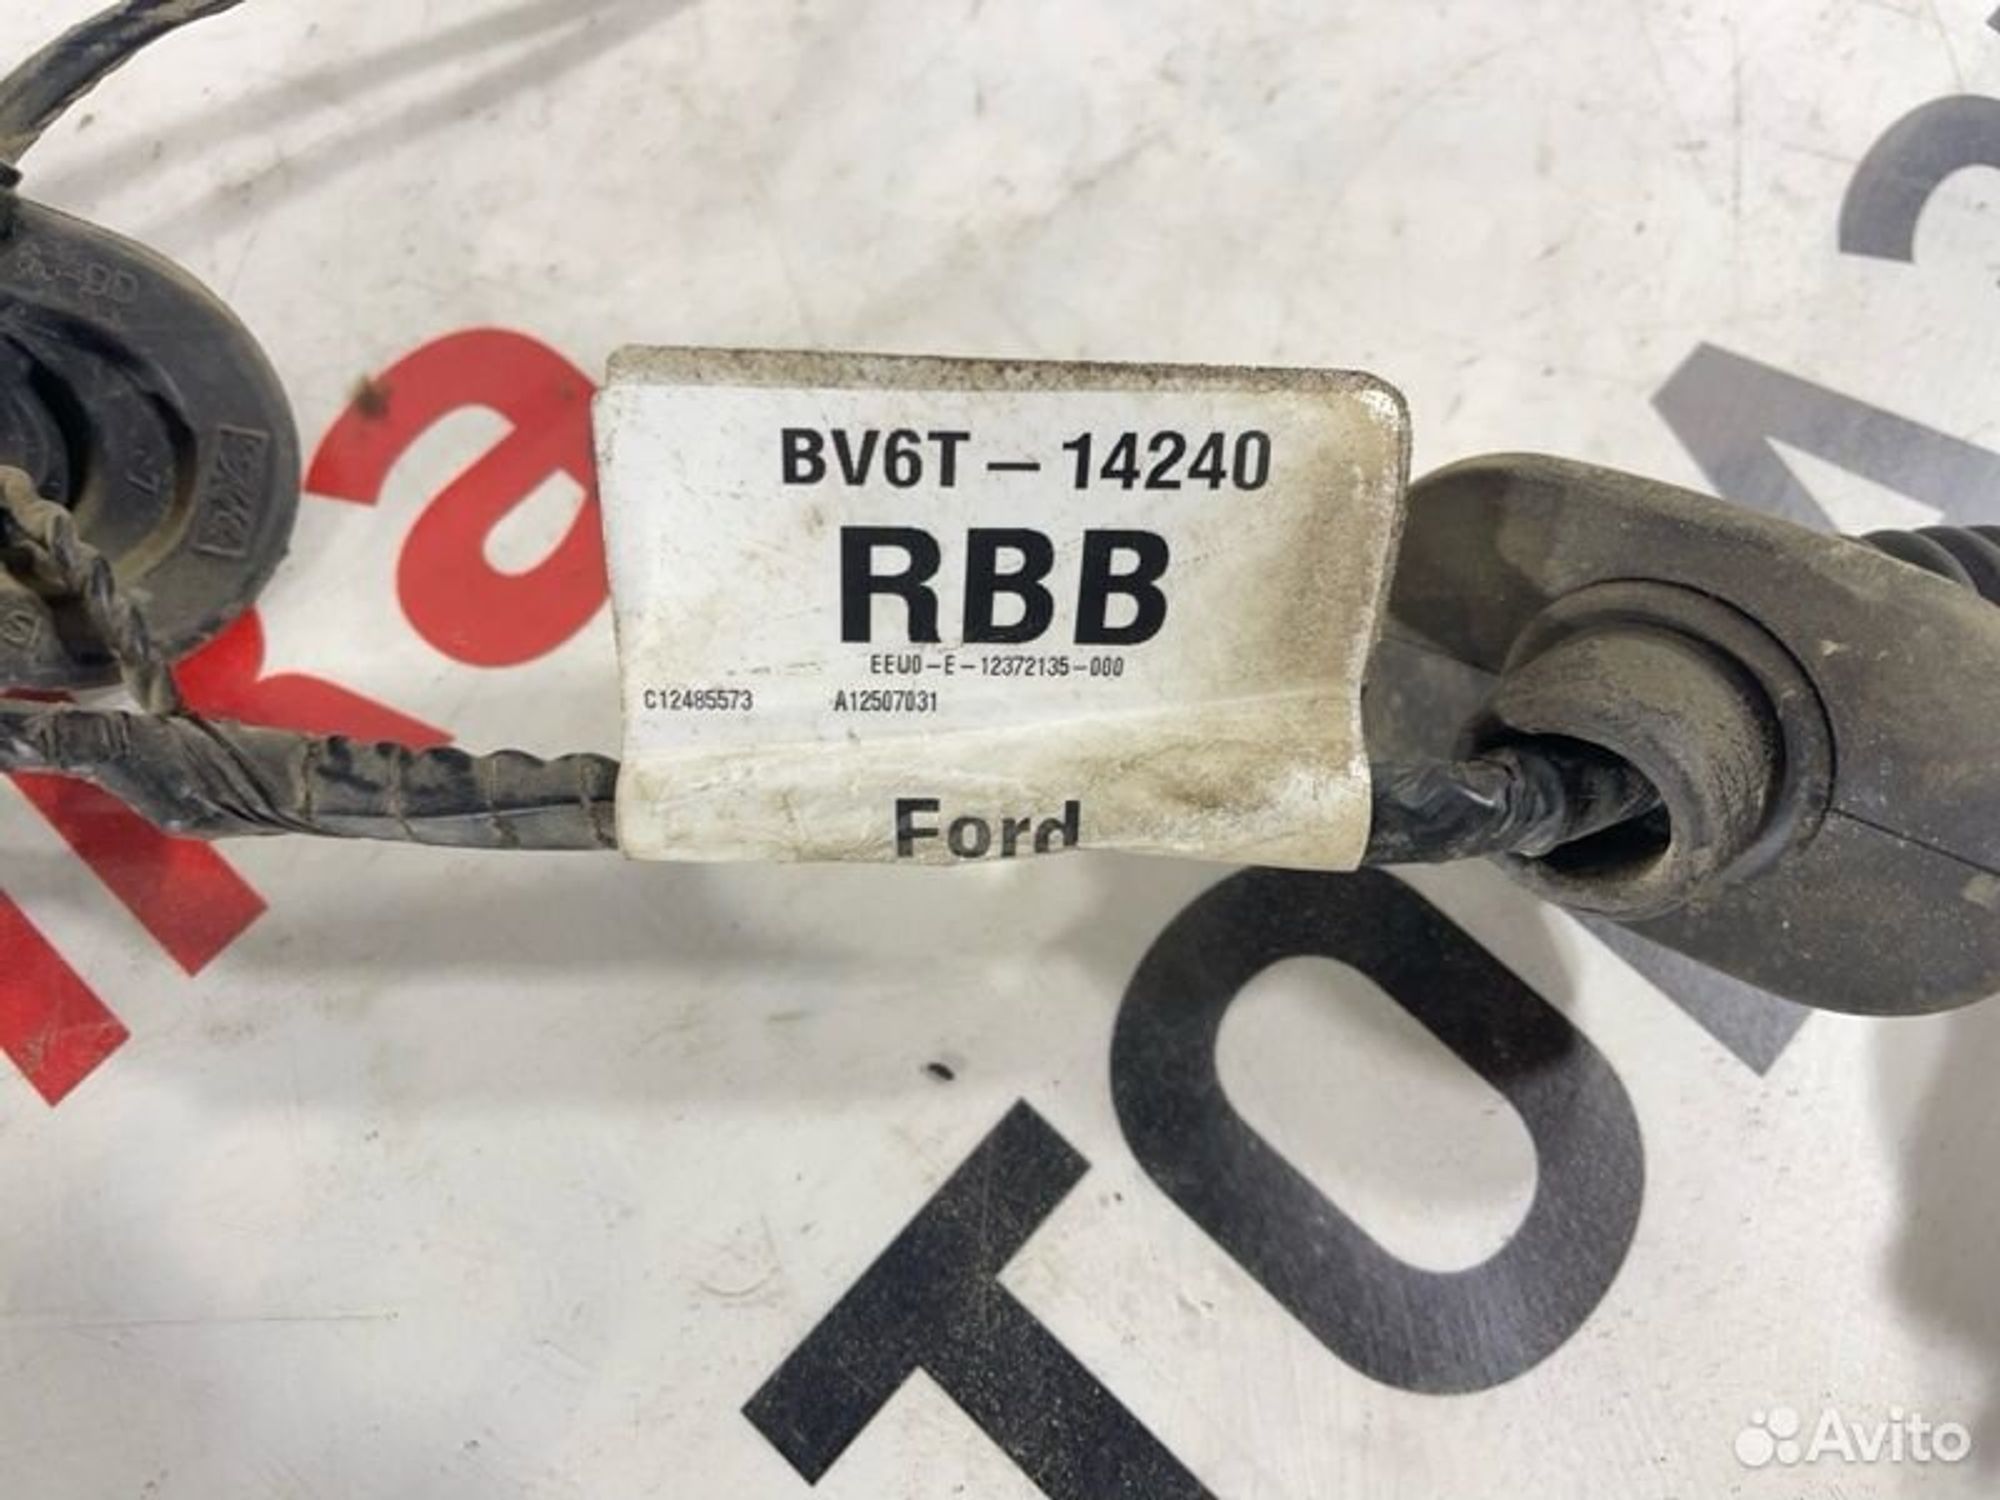 BV6T-14240
RBB
EEU0-E-12372135-000
C12485573 A12507031
Ford
Avito